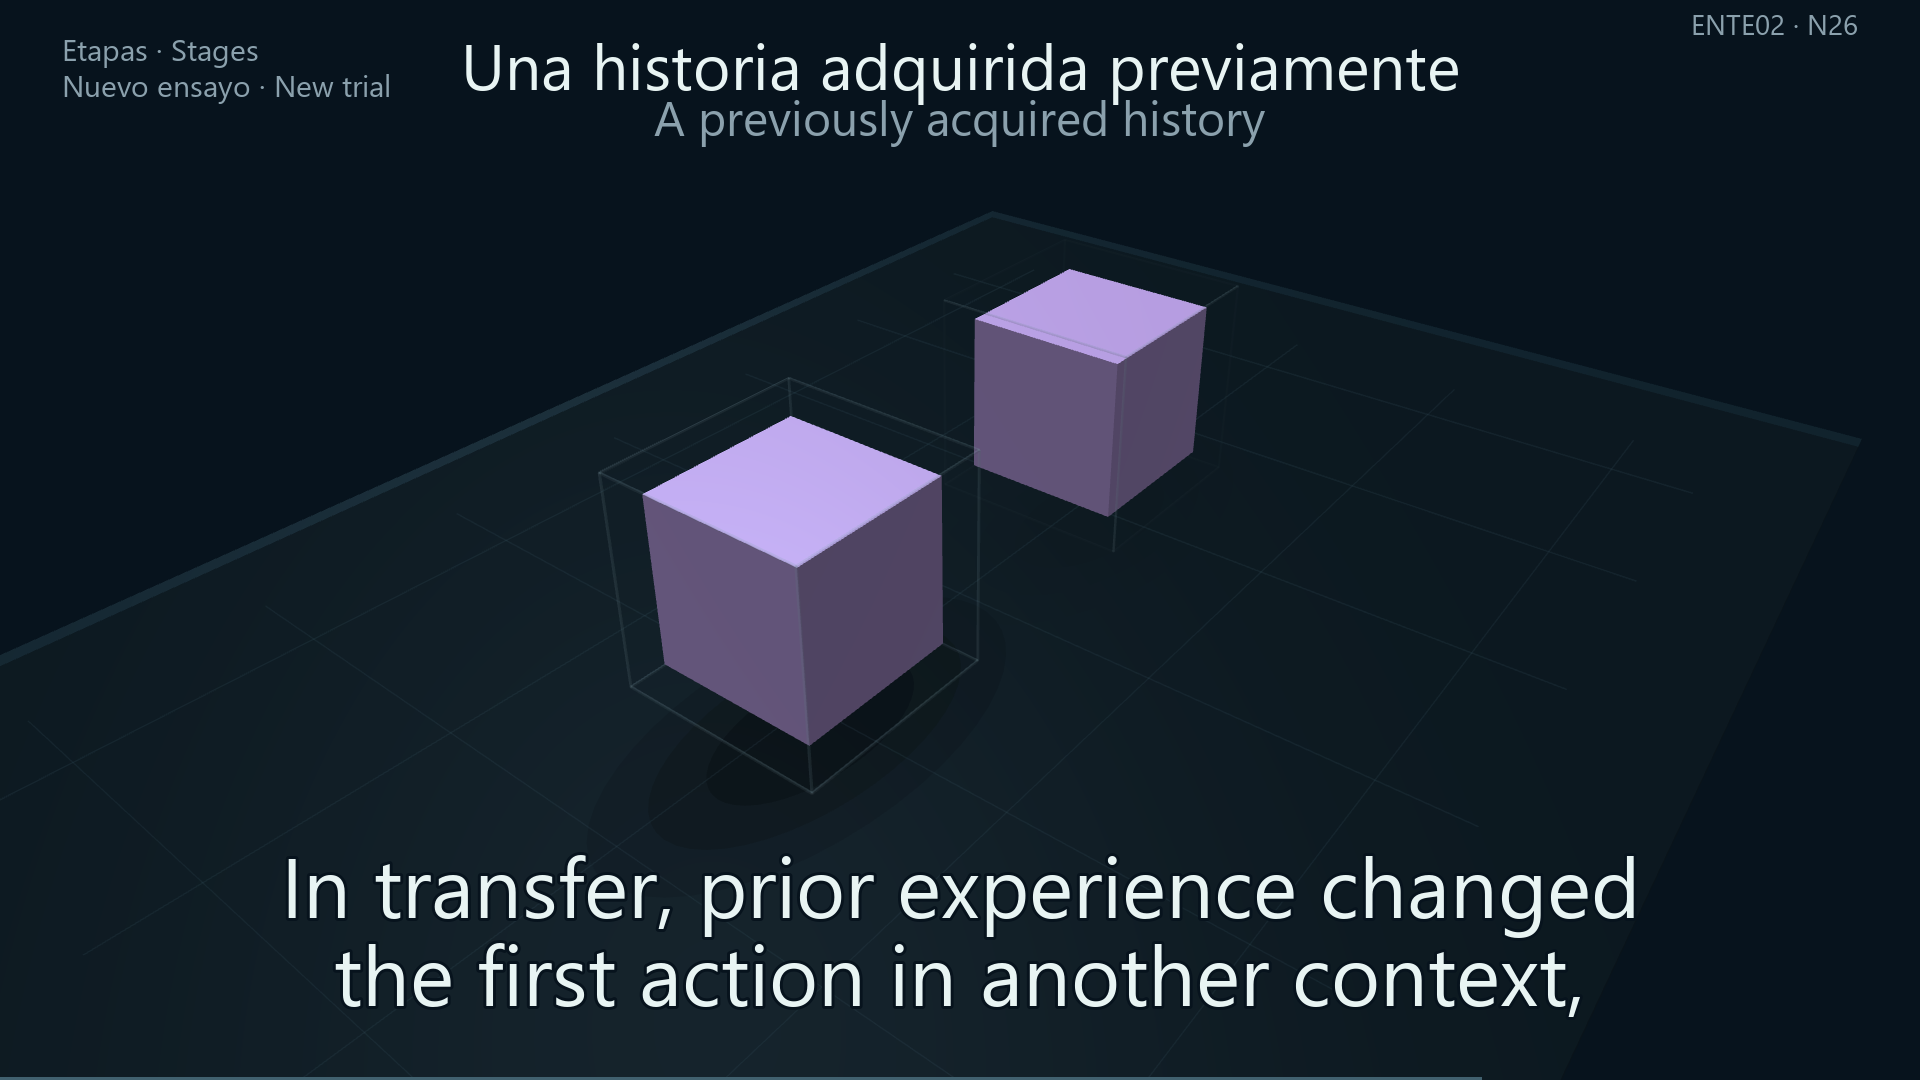 Etapas · Stages
Nuevo ensayo · New trial
Una historia adquirida previamente
A previously acquired history
ENTE02 · N26
In transfer, prior experience changed
the first action in another context,